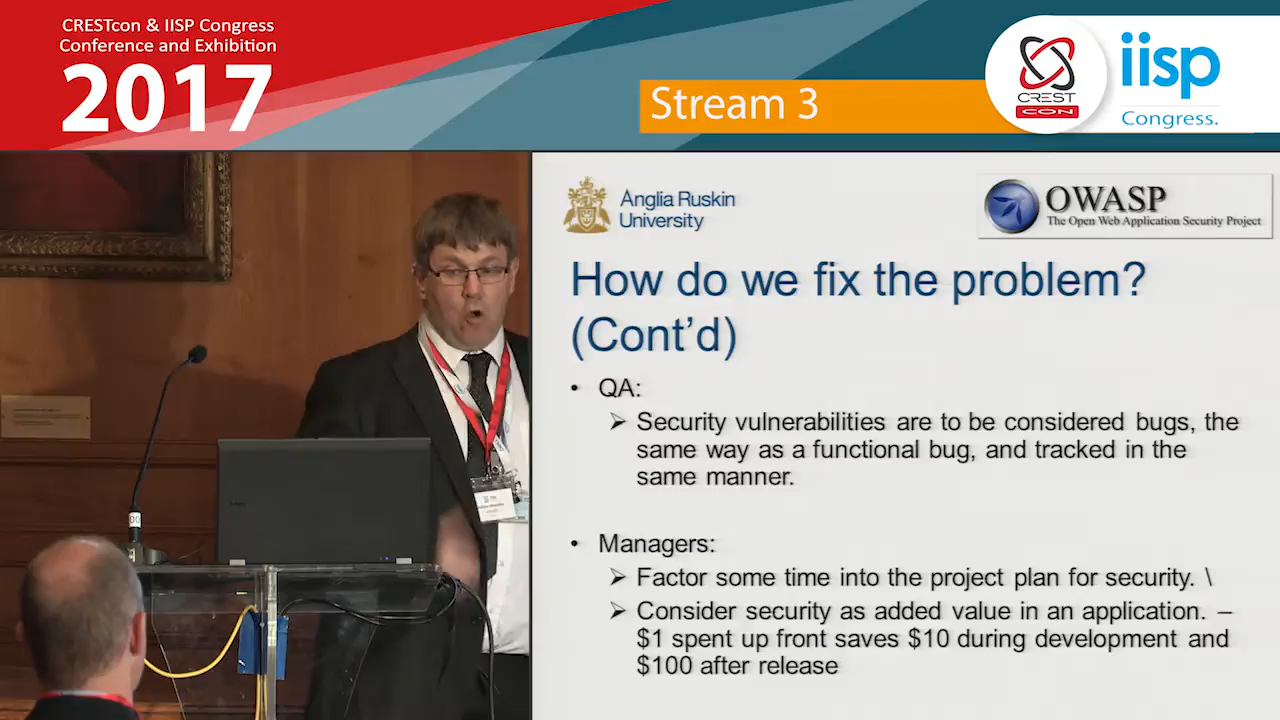 CRESTcon & IISP Congress
Conference and Exhibition
2017
Stream 3
CREST
CON
iisp
Congress.
Anglia Ruskin
University
OWASP
The Open Web Application Security Project
How do we fix the problem?
(Cont’d)
• QA:
➢ Security vulnerabilities are to be considered bugs, the
same way as a functional bug, and tracked in the
same manner.
• Managers:
➢ Factor some time into the project plan for security. \
➢ Consider security as added value in an application. –
$1 spent up front saves $10 during development and
$100 after release